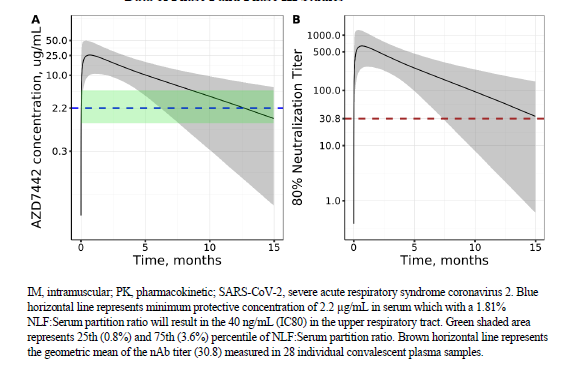 A
B
AZD7442 concentration, ug/mL
50.0
25.0
10.0
2.2
0.3
0
5
10
15
Time, months
80% Neutralization Titer
1000.0
500.0
100.0
30.8
10.0
1.0
0
5
10
15
Time, months
IM, intramuscular; PK, pharmacokinetic; SARS-CoV-2, severe acute respiratory syndrome coronavirus 2. Blue
horizontal line represents minimum protective concentration of 2.2 µg/mL in serum which with a 1.81%
NLF:Serum partition ratio will result in the 40 ng/mL (IC80) in the upper respiratory tract. Green shaded area
represents 25th (0.8%) and 75th (3.6%) percentile of NLF:Serum partition ratio. Brown horizontal line represents
the geometric mean of the nAb titer (30.8) measured in 28 individual convalescent plasma samples.